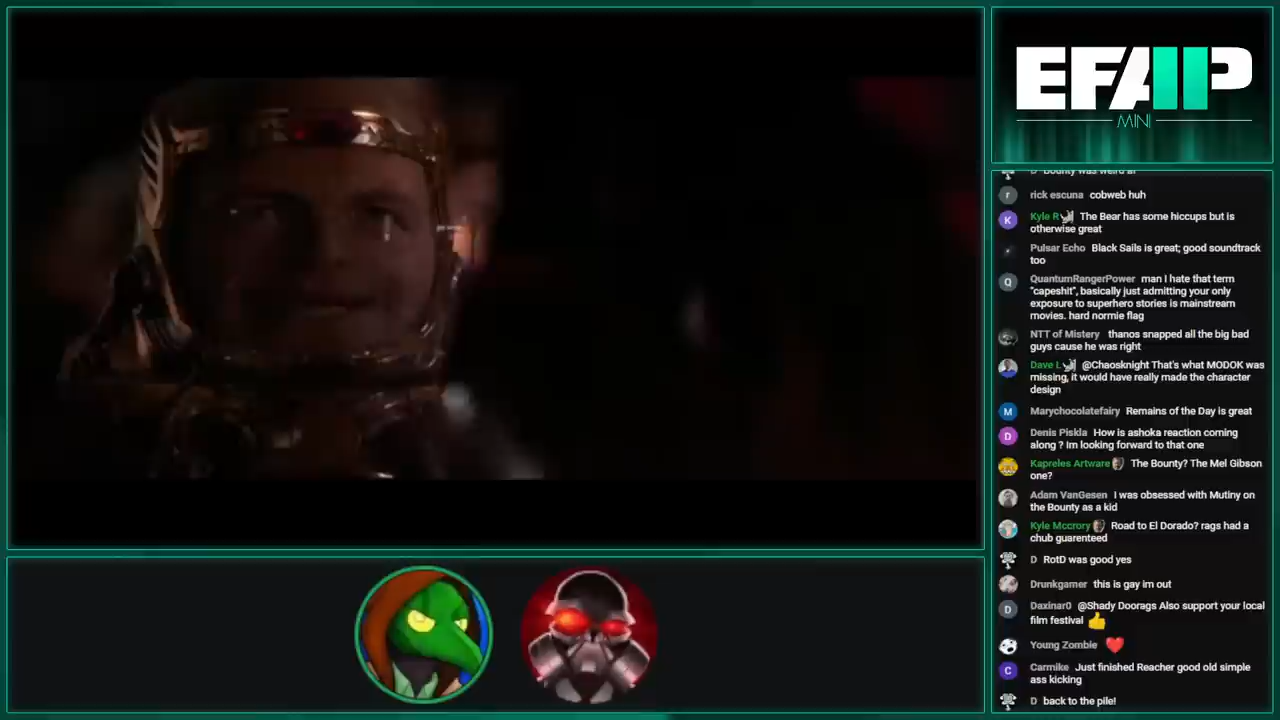 EFAP
MINI
D Bounty was weird af
rick escuna cobweb huh
Kyle R The Bear has some hiccups but is
otherwise great
Pulsar Echo Black Sails is great; good soundtrack
too
QuantumRangerPower man I hate that term
"capeshit", basically just admitting your only
exposure to superhero stories is mainstream
movies. hard normie flag
NTT of Mistery thanos snapped all the big bad
guys cause he was right
Dave L @Chaosknight That's what MODOK was
missing, it would have really made the character
design
Marychocolatefairy Remains of the Day is great
Denis Piskla How is ashoka reaction coming
along ? Im looking forward to that one
Kapreles Artware The Bounty? The Mel Gibson
one?
Adam VanGesen I was obsessed with Mutiny on
the Bounty as a kid
Kyle Mccrory Road to El Dorado? rags had a
chub guarenteed
D RotD was good yes
Drunkgamer this is gay im out
Daxinar0 @Shady Doorags Also support your local
film festival
Young Zombie
Carmike Just finished Reacher good old simple
ass kicking
D back to the pile!